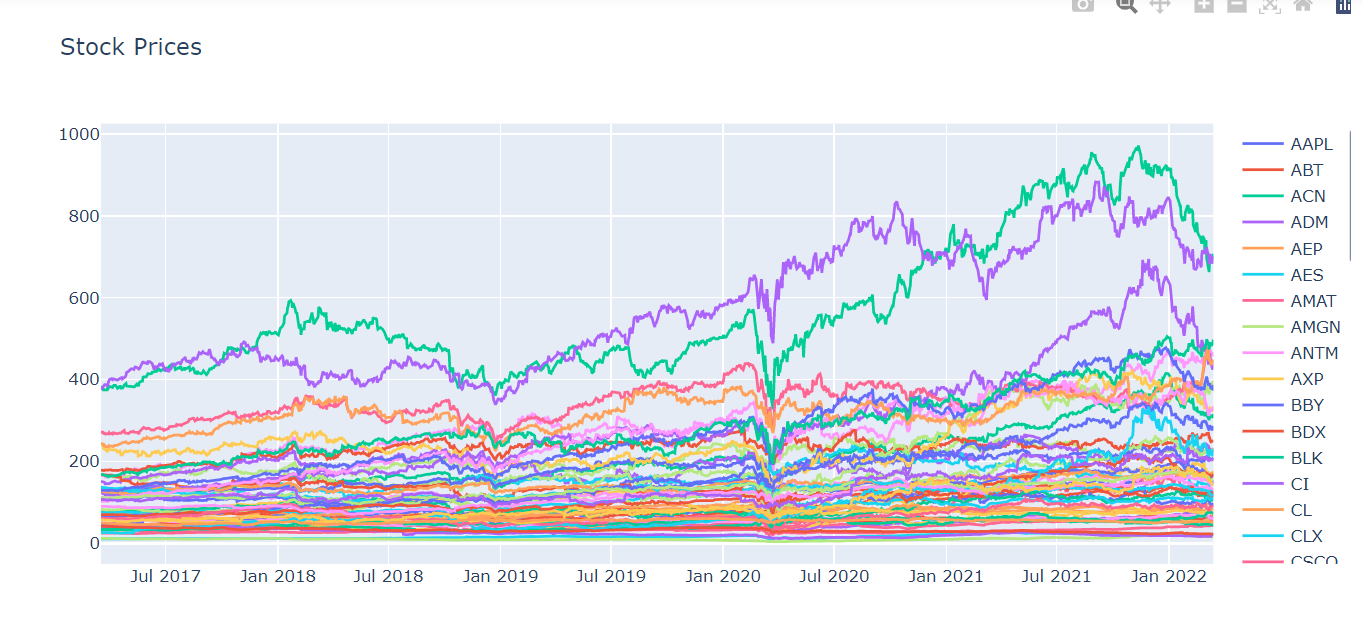 Stock Prices
1000
800
600
400
200
0
Jul 2017 Jan 2018 Jul 2018 Jan 2019 Jul 2019 Jan 2020 Jul 2020 Jan 2021 Jul 2021 Jan 2022
AAPL
ABT
ACN
ADM
AEP
AES
AMAT
AMGN
ANTM
AXP
BBY
BDX
BLK
CI
CL
CLX
CSCO